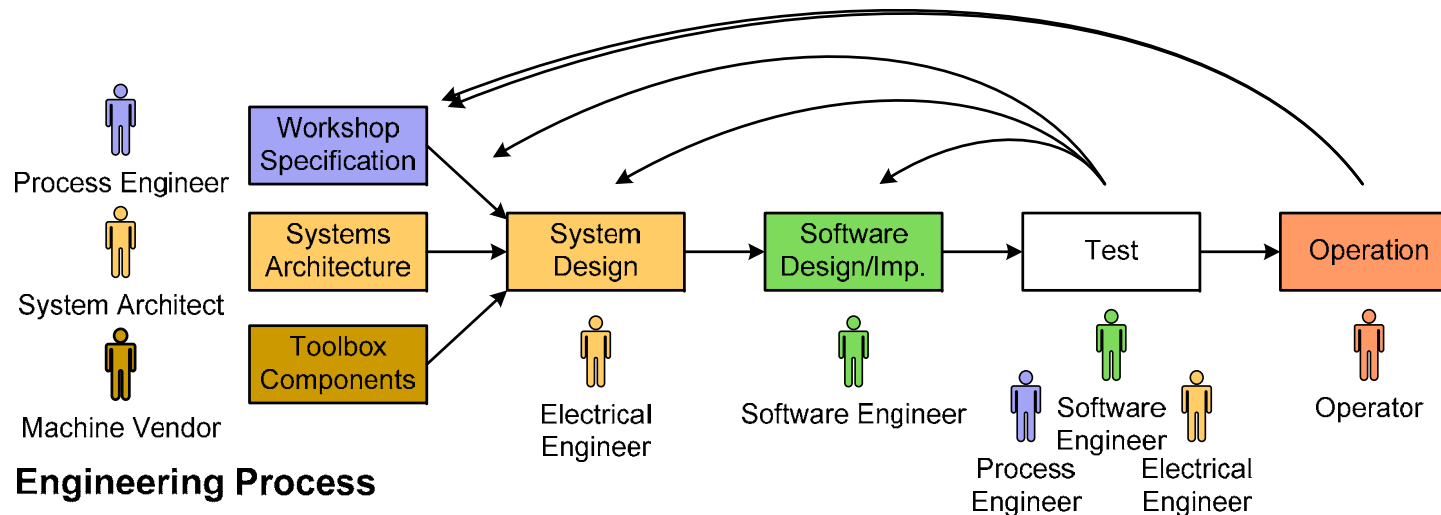 Process Engineer
Workshop
Specification
System Architect
Systems
Architecture
Machine Vendor
Toolbox
Components
System
Design
Electrical
Engineer
Software
Design/Imp.
Software Engineer
Test
Software
Engineer
Process
Engineer
Electrical
Engineer
Operation
Operator
Engineering Process